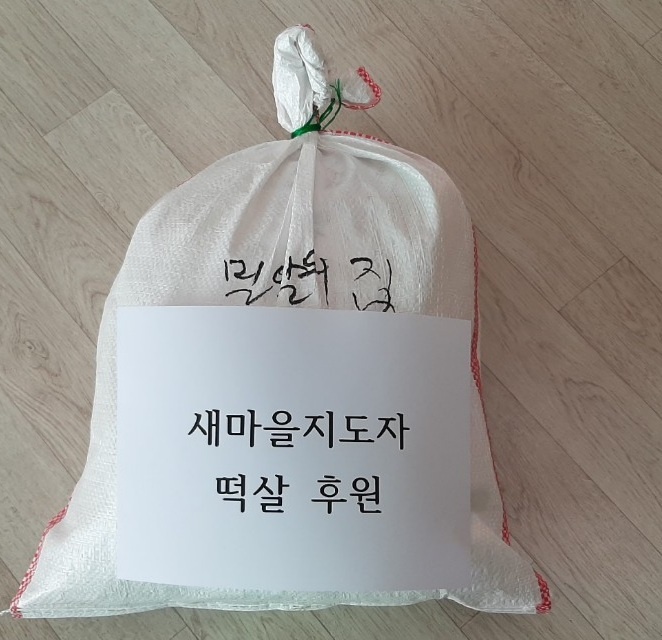 밀알의 집
새마을지도자
떡살 후원